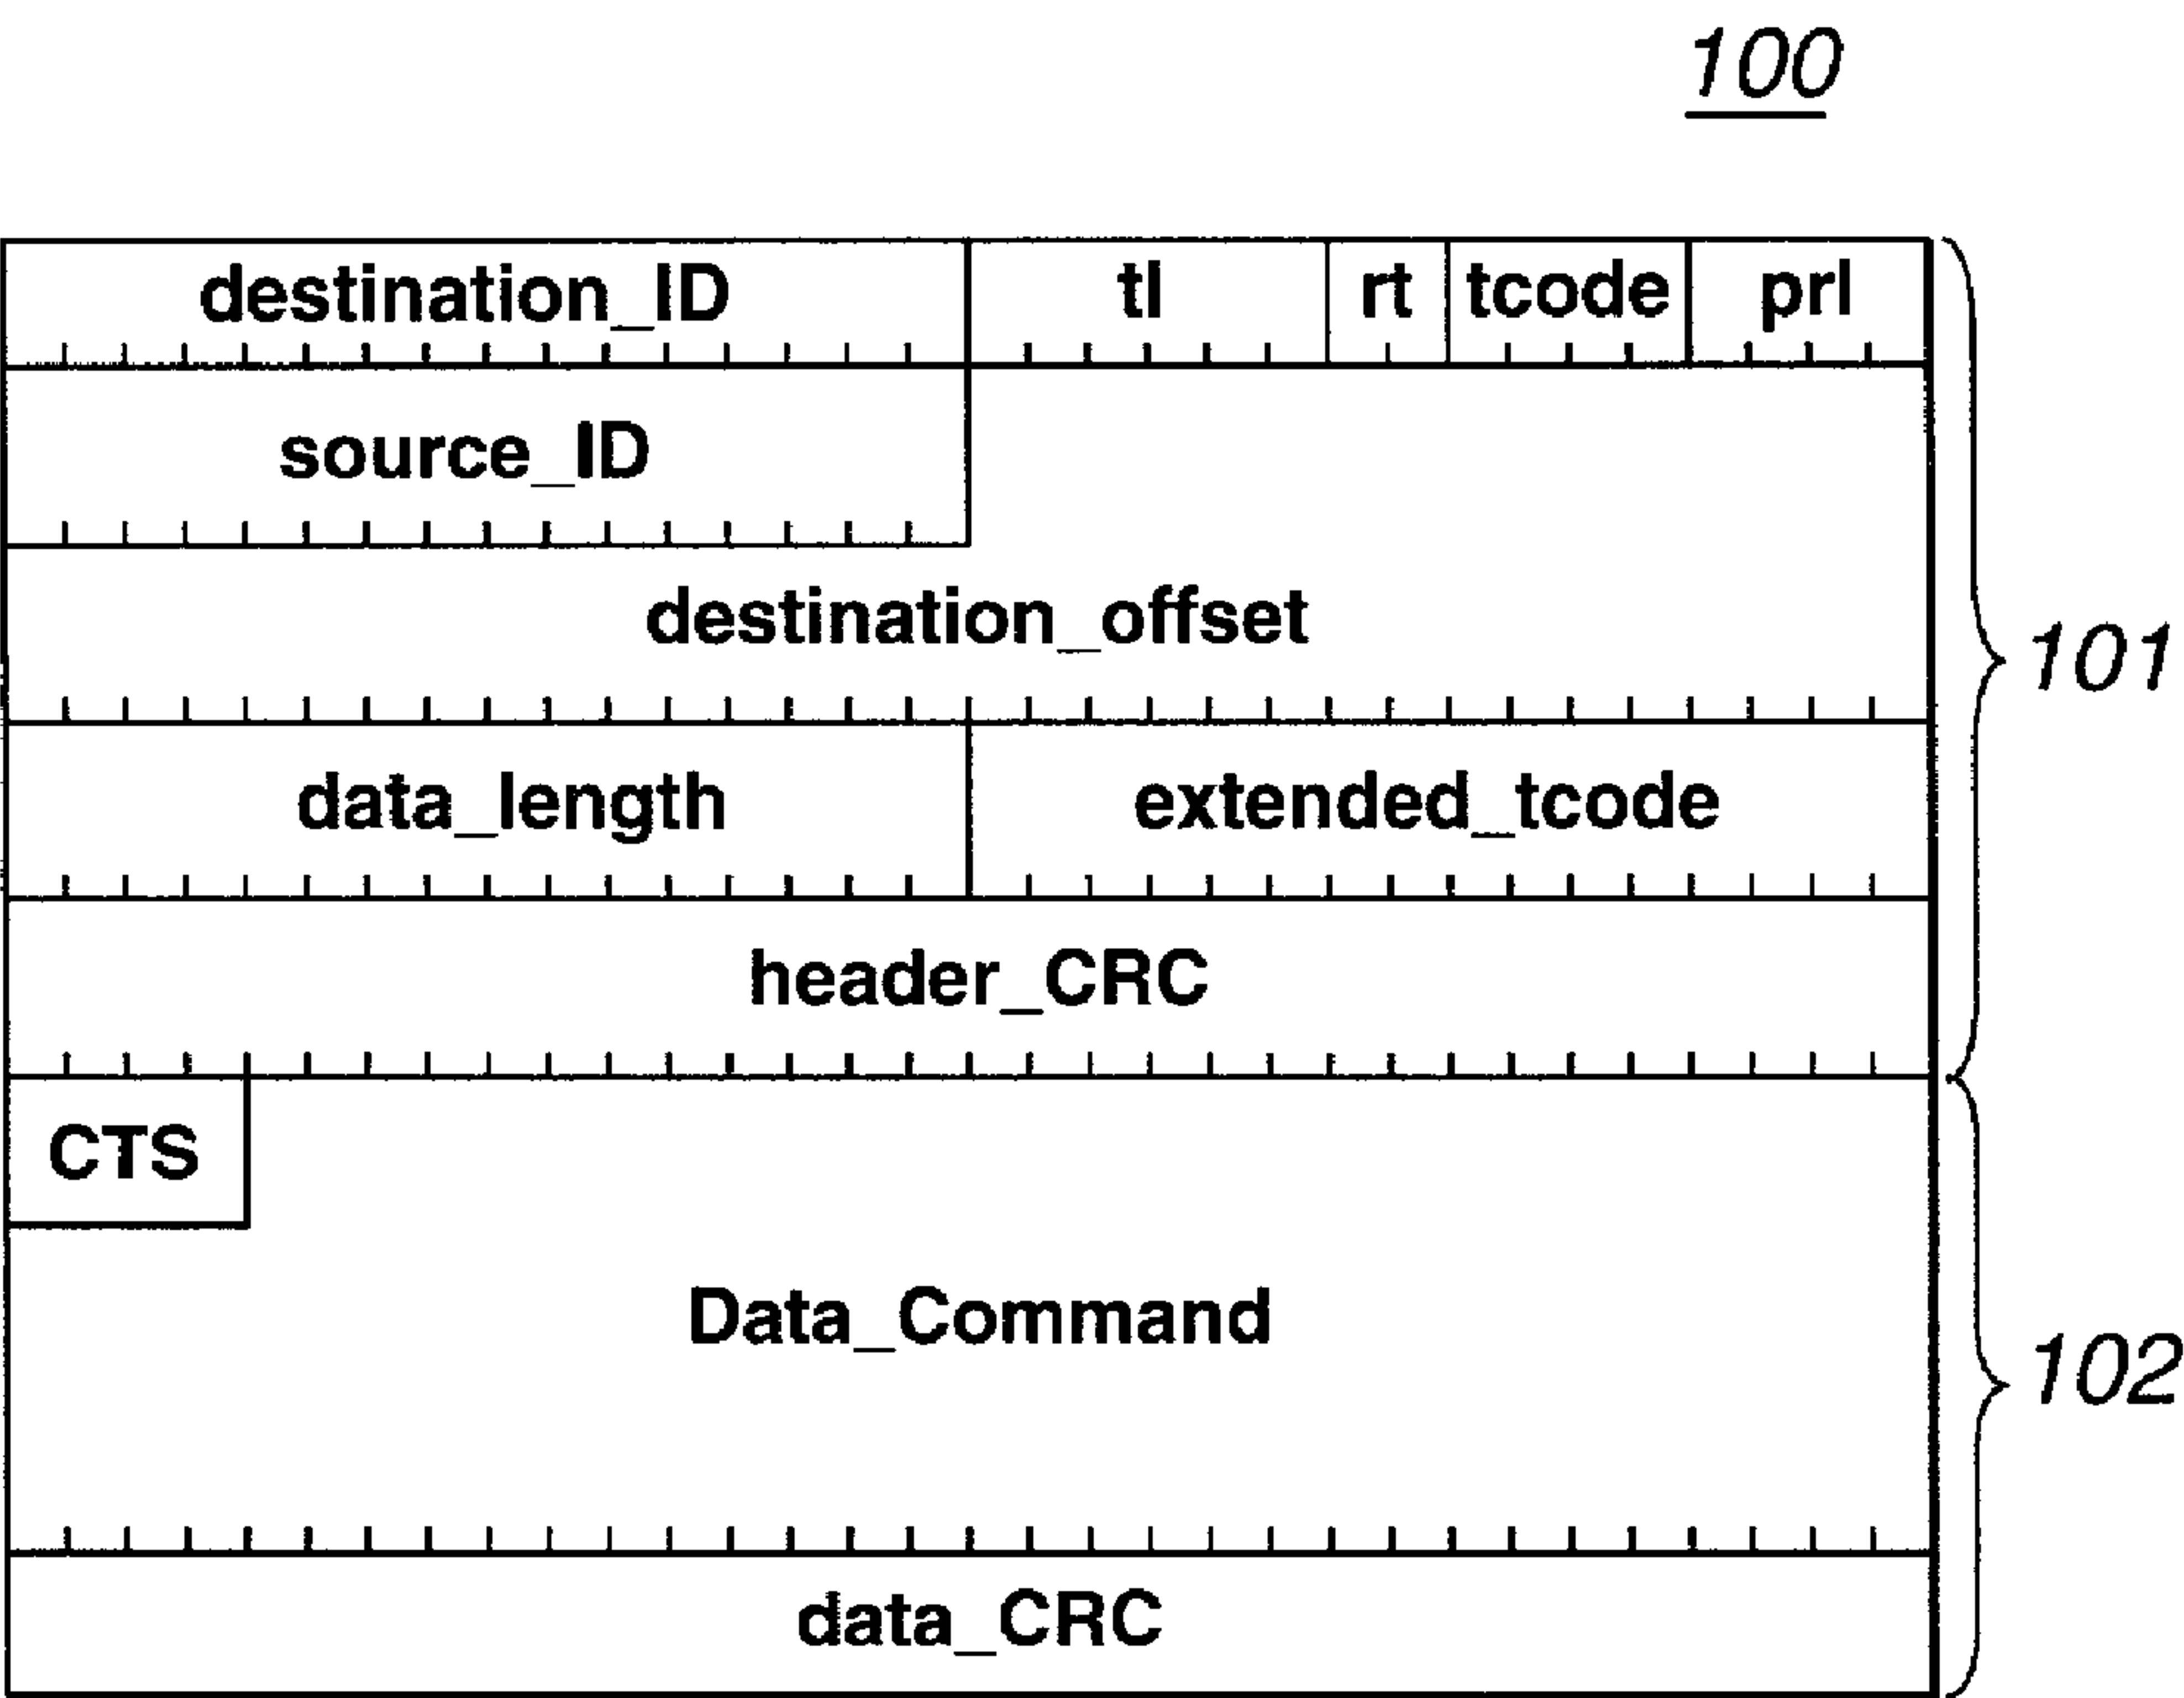 100
destination_ID tl rt tcode prl
source_ID
destination_offset
101
data_length extended_tcode
header_CRC
CTS
Data_Command
102
data_CRC